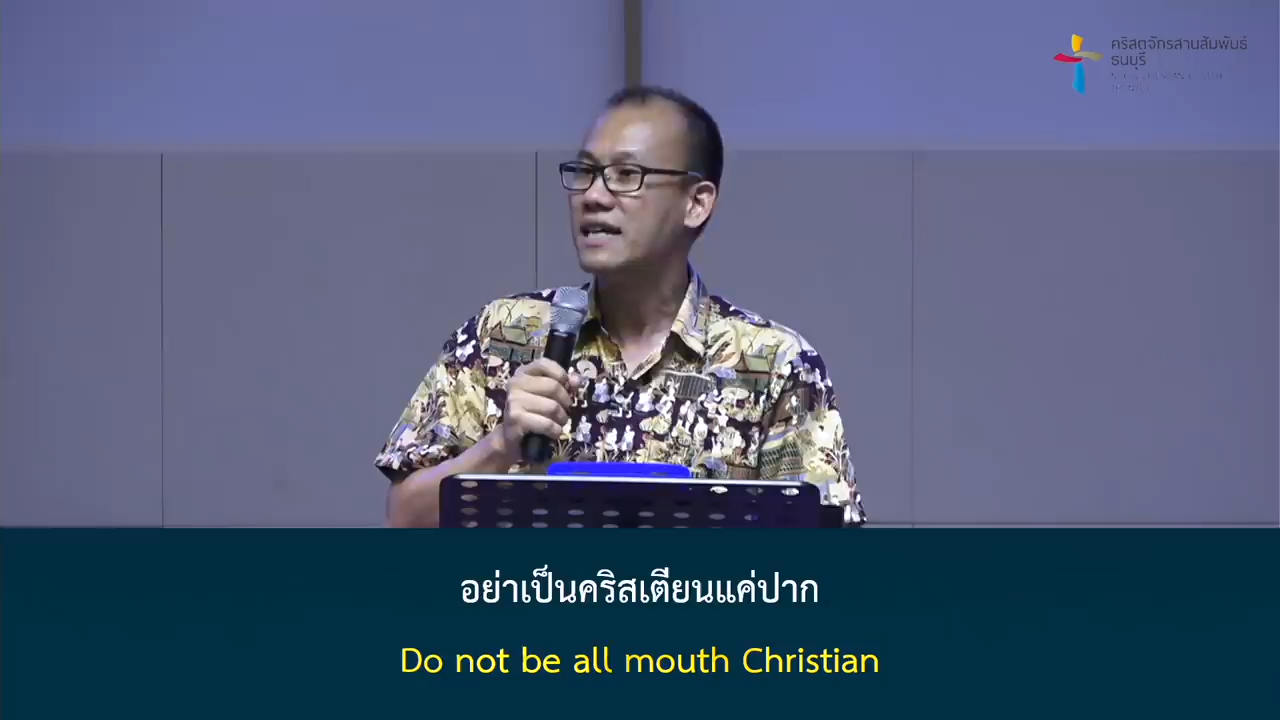 คริสตจักรสานสัมพันธ์
ธนบุรี
อย่าเป็นคริสเตียนแค่ปาก
Do not be all mouth Christian